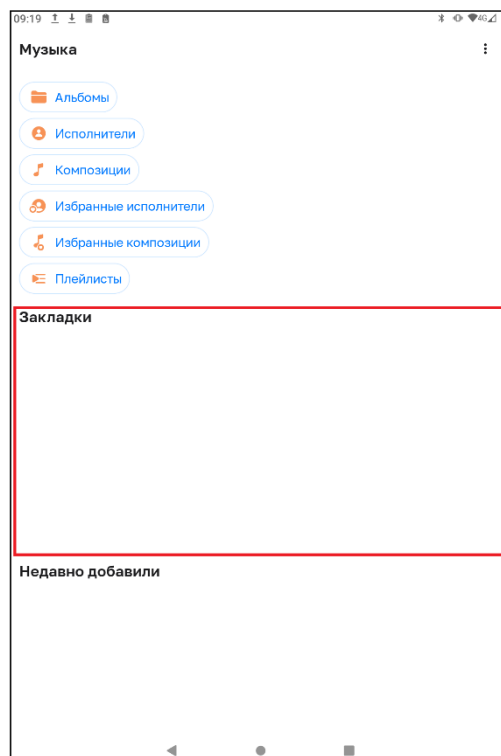 09:19
4G
Музыка
Альбомы
Исполнители
Композиции
Избранные исполнители
Избранные композиции
Плейлисты
Закладки
Недавно добавили